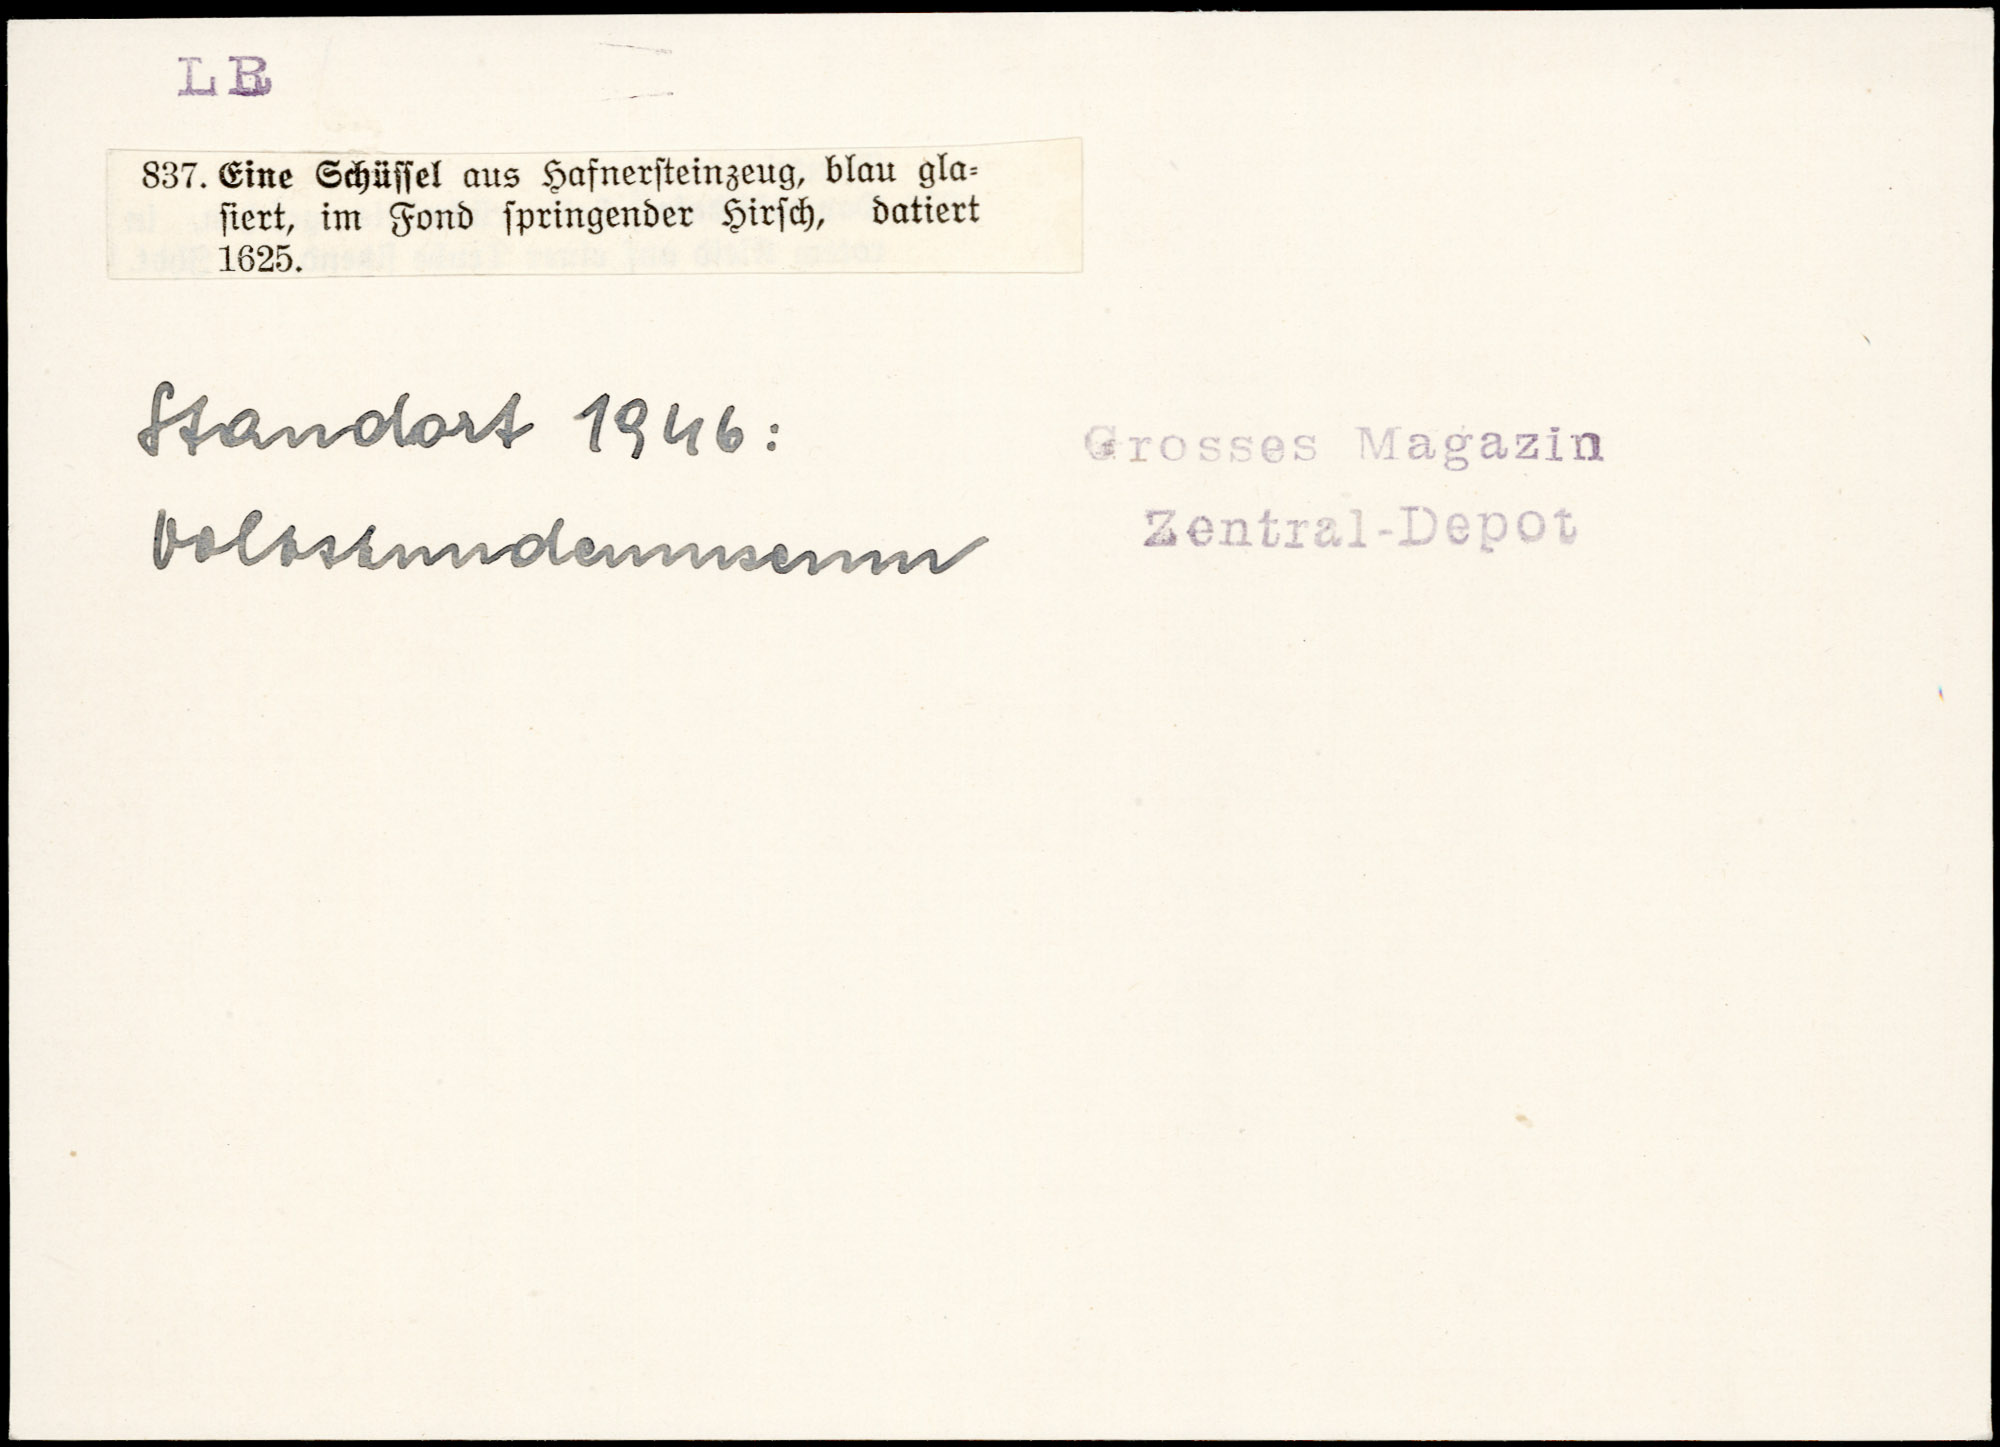 LR
837. Eine Schüſſel aus Hafnerſteinzeug, blau gla-
ſiert, im Fond ſpringender Hirſch, datiert
1625.
Standort 1946:
Grosses Magazin
Volkskundemuseum
Zentral-Depot